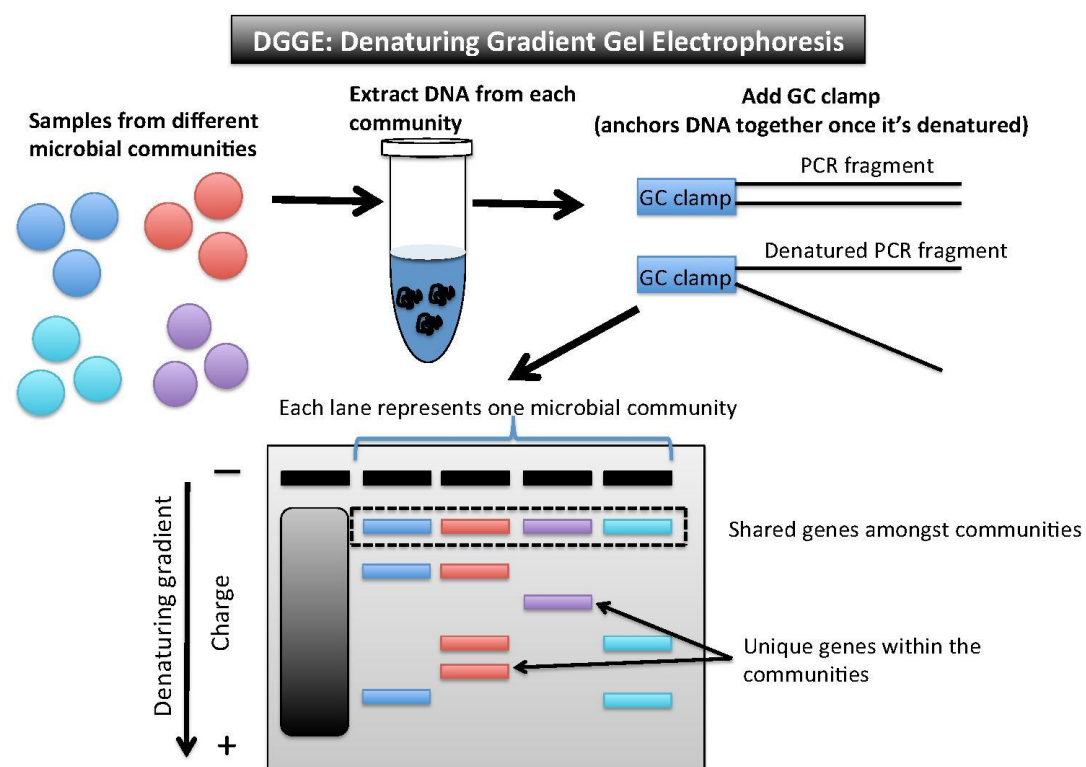 DGGE: Denaturing Gradient Gel Electrophoresis
Samples from different
microbial communities
Extract DNA from each
community
Add GC clamp
(anchors DNA together once it's denatured)
PCR fragment
GC clamp
Denatured PCR fragment
GC clamp
Each lane represents one microbial community
−
Denaturing gradient
Charge
+
Shared genes amongst communities
Unique genes within the
communities